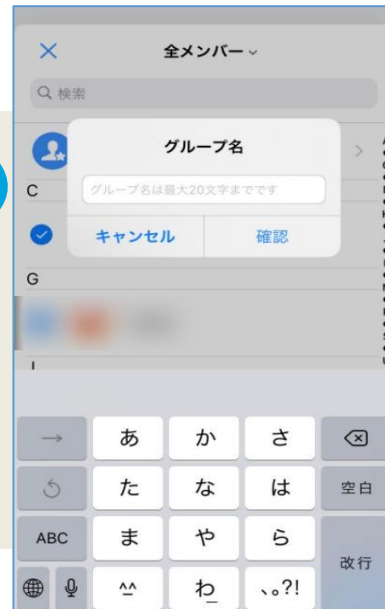 全メンバー
検索
グループ名
C
グループ名は最大20文字までです
キャンセル 確認
G
→ あ か さ
た な は 空白
ABC ま や ら
改行
^^ わ 、。?!